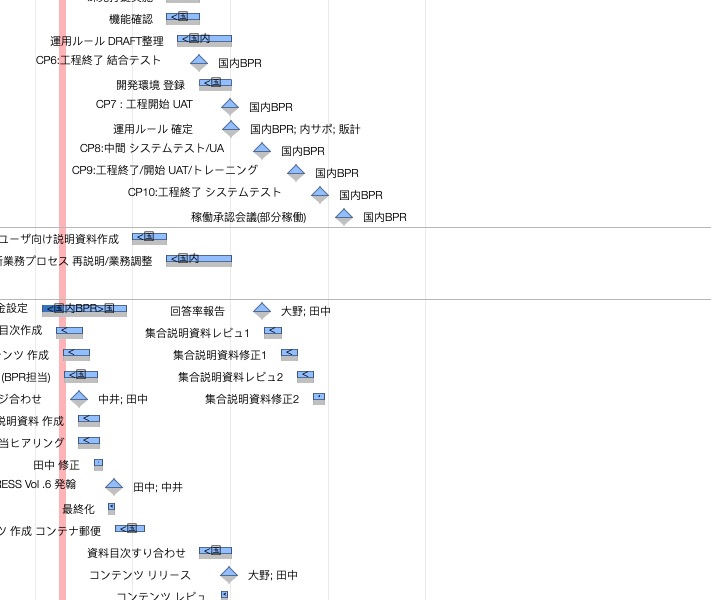 機能確認 <国
運用ルール DRAFT整理 <国内
CP6:工程終了 結合テスト 国内BPR
開発環境 登録 <国
CP7 : 工程開始 UAT 国内BPR
運用ルール 確定 国内BPR; 内サポ; 販計
CP8:中間 システムテスト/UA 国内BPR
CP9:工程終了/開始 UAT/トレーニング 国内BPR
CP10:工程終了 システムテスト 国内BPR
稼働承認会議(部分稼働) 国内BPR
ユーザ向け説明資料作成 <国
業務プロセス 再説明/業務調整 <国内
金設定 <国内BPR>国 回答率報告 大野; 田中
目次作成 < 集合説明資料レビュ1 <
ンツ 作成 < 集合説明資料修正1 <
(BPR担当) <国 集合説明資料レビュ2 <
ジ合わせ 中井; 田中 集合説明資料修正2
説明資料 作成 <
当ヒアリング <
田中 修正
RESS Vol .6 発翰 田中; 中井
最終化
ツ 作成 コンテナ郵便 <国
資料目次すり合わせ <国
コンテンツ リリース 大野; 田中
コンテンツ レビュ